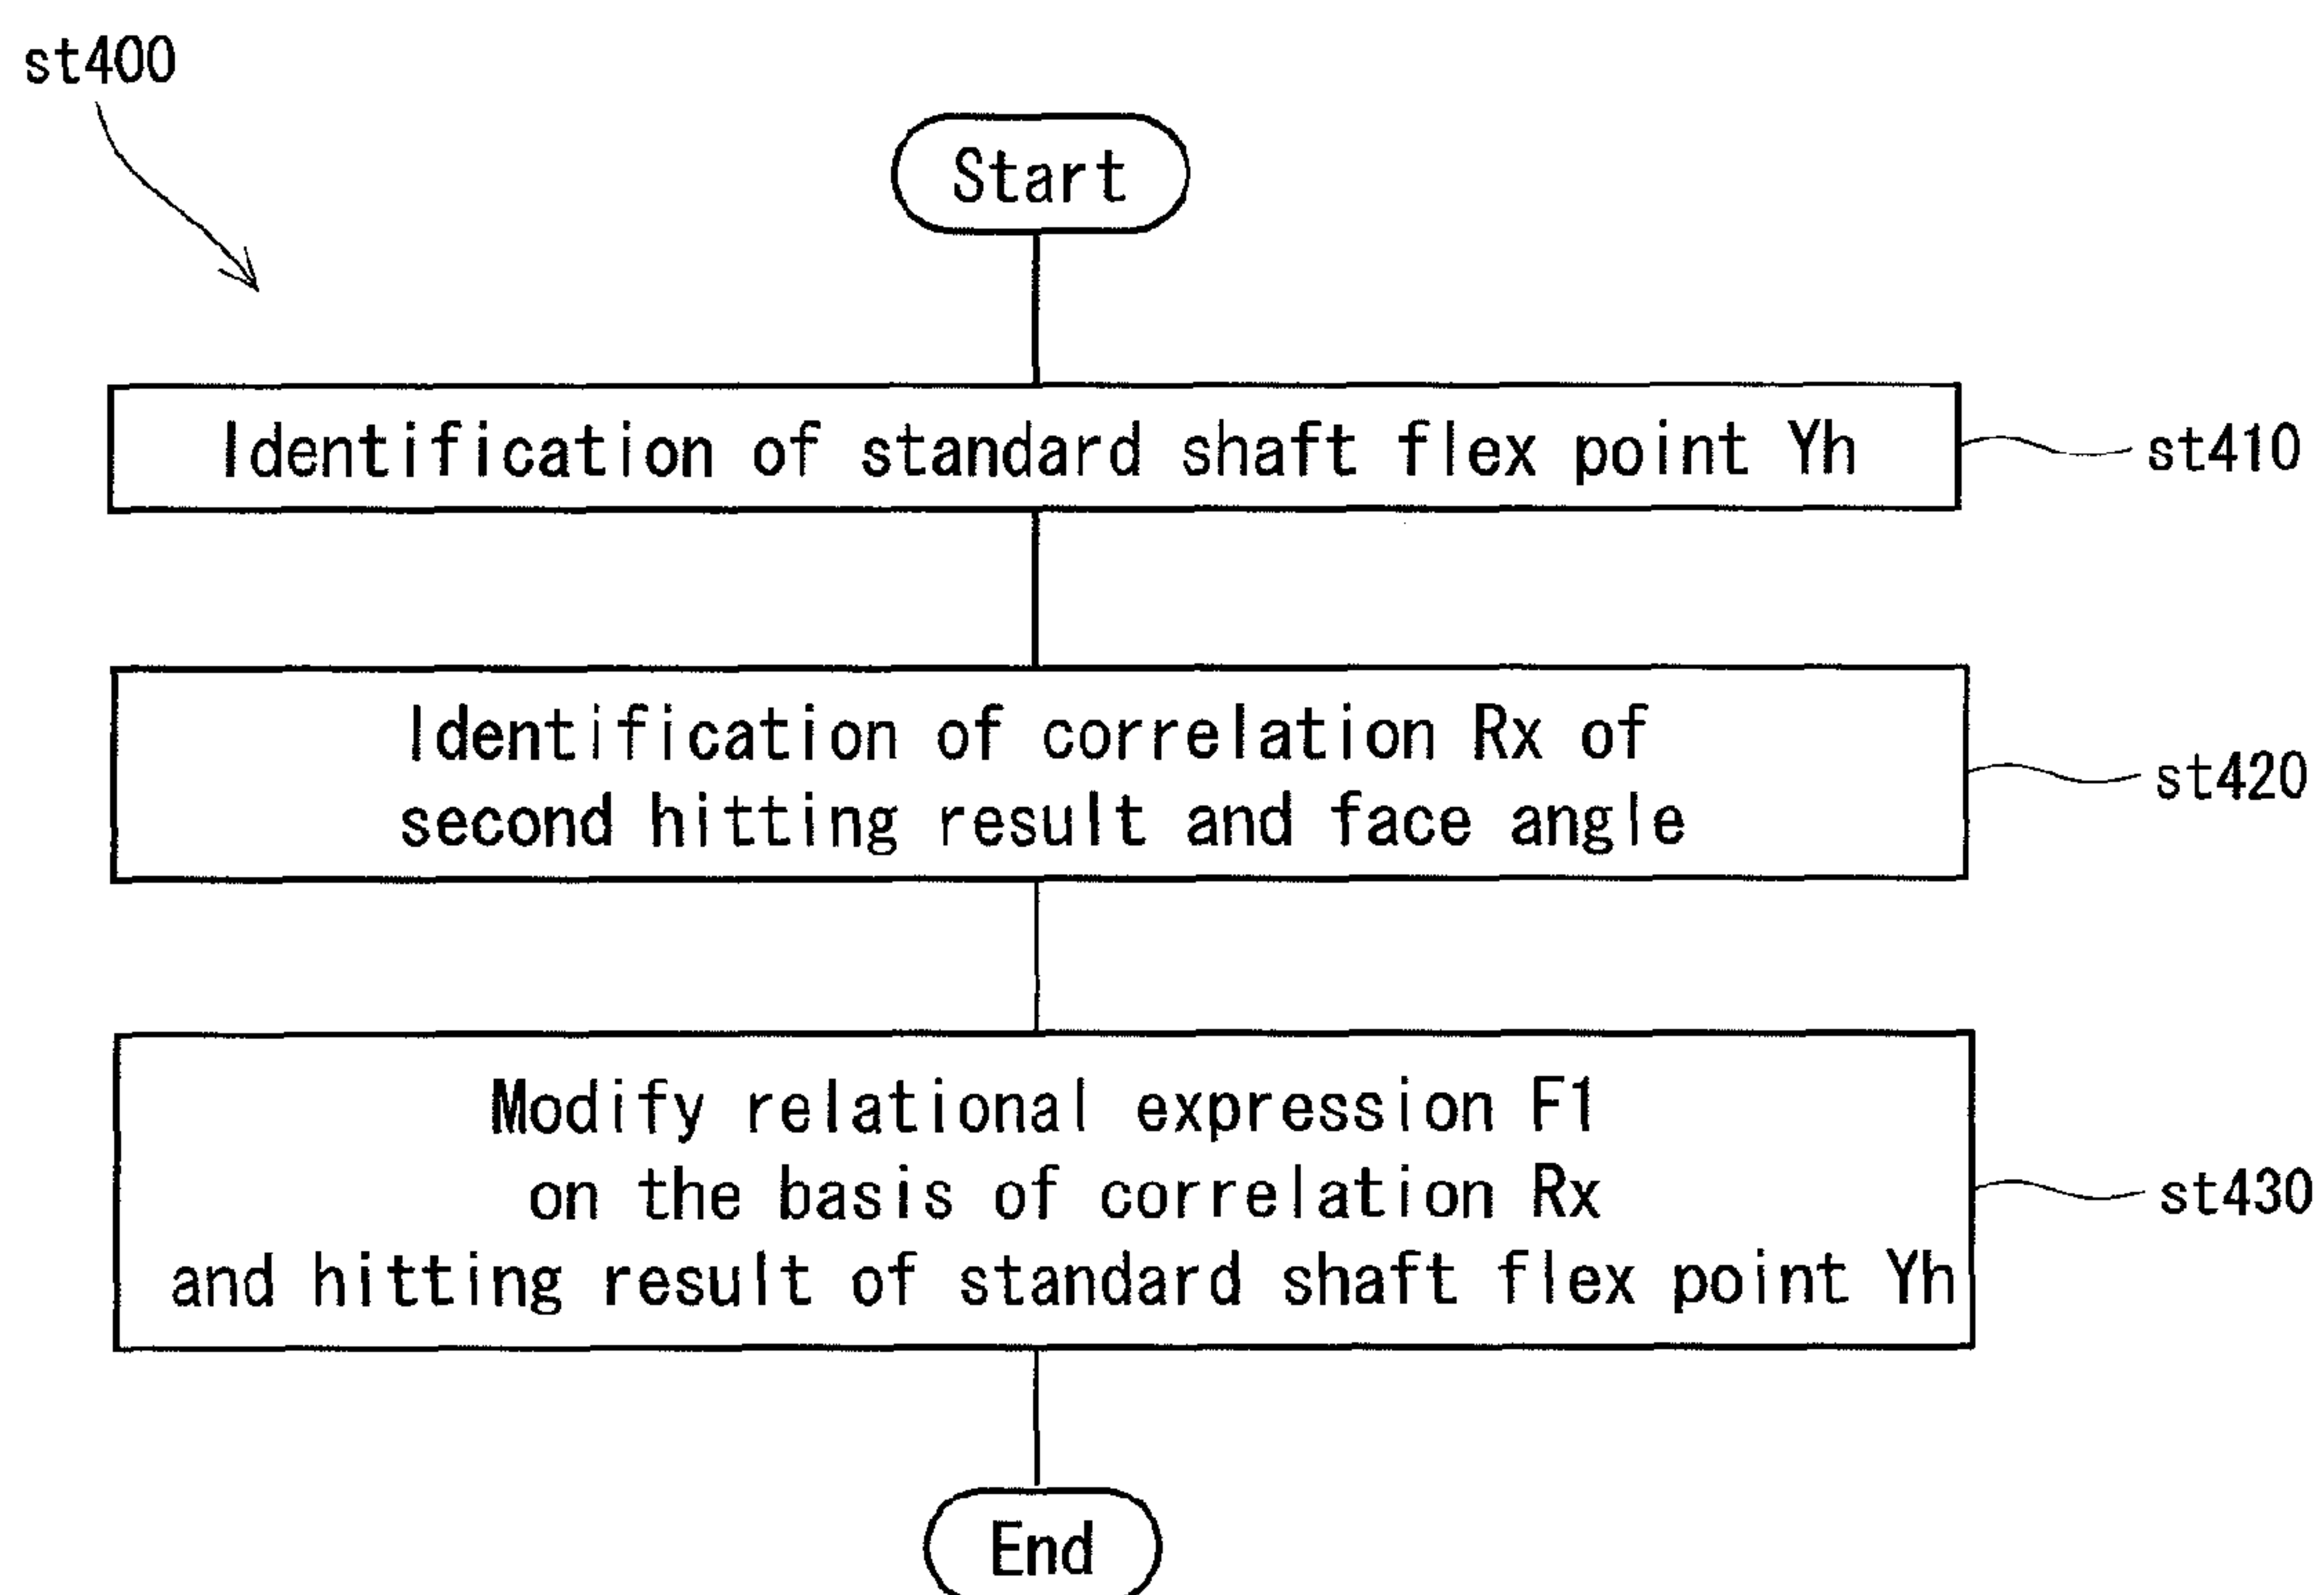 st400
Start
Identification of standard shaft flex point Yh
st410
Identification of correlation Rx of
second hitting result and face angle
st420
Modify relational expression F1
on the basis of correlation Rx
and hitting result of standard shaft flex point Yh
st430
End